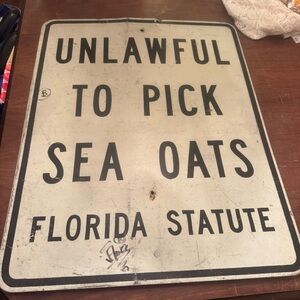 UNLAWFUL
TO PICK
SEA OATS
FLORIDA STATUTE